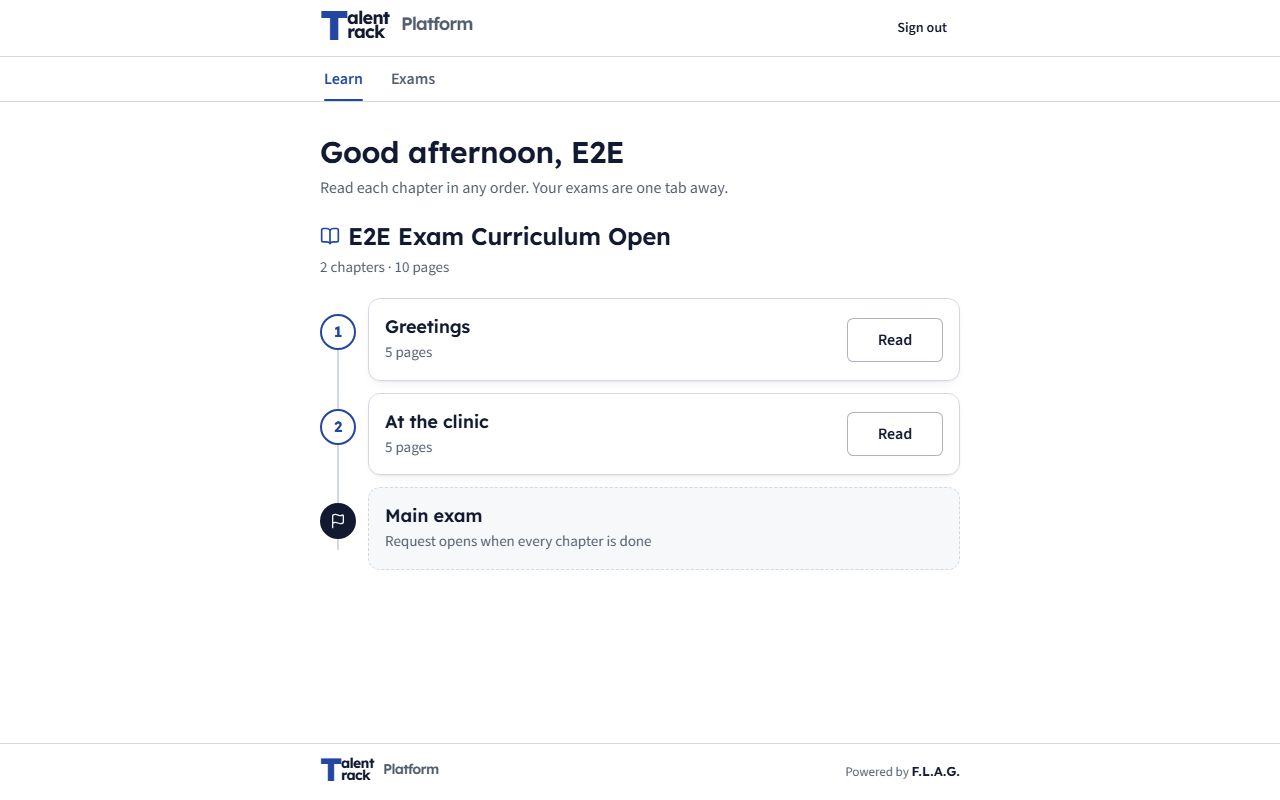 Talent rack Platform
Sign out
Learn Exams
Good afternoon, E2E
Read each chapter in any order. Your exams are one tab away.
E2E Exam Curriculum Open
2 chapters · 10 pages
1
Greetings
5 pages
Read
2
At the clinic
5 pages
Read
Main exam
Request opens when every chapter is done
Talent rack Platform
Powered by F.L.A.G.